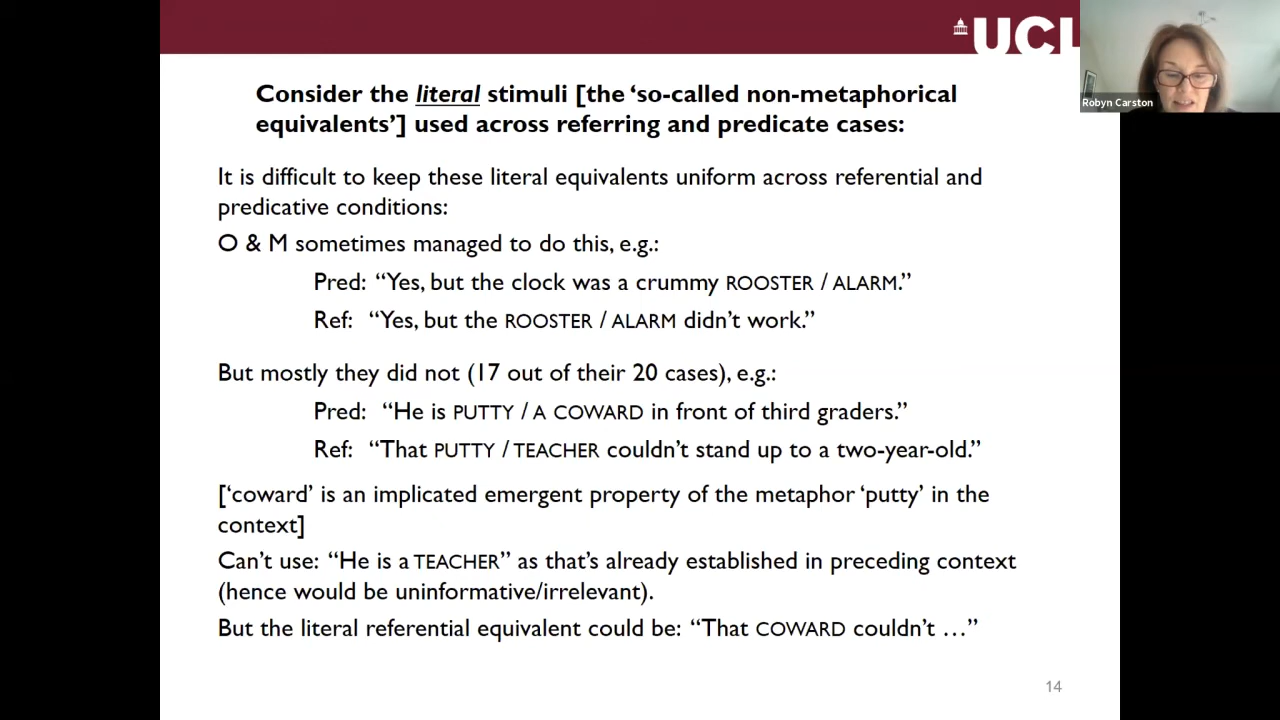 UCL
Robyn Carston
Consider the literal stimuli [the ‘so-called non-metaphorical
equivalents’] used across referring and predicate cases:
It is difficult to keep these literal equivalents uniform across referential and
predicative conditions:
O & M sometimes managed to do this, e.g.:
Pred: “Yes, but the clock was a crummy ROOSTER / ALARM.”
Ref: “Yes, but the ROOSTER / ALARM didn’t work.”
But mostly they did not (17 out of their 20 cases), e.g.:
Pred: “He is PUTTY / A COWARD in front of third graders.”
Ref: “That PUTTY / TEACHER couldn’t stand up to a two-year-old.”
[‘coward’ is an implicated emergent property of the metaphor ‘putty’ in the
context]
Can’t use: “He is a TEACHER” as that’s already established in preceding context
(hence would be uninformative/irrelevant).
But the literal referential equivalent could be: “That COWARD couldn’t …”
14